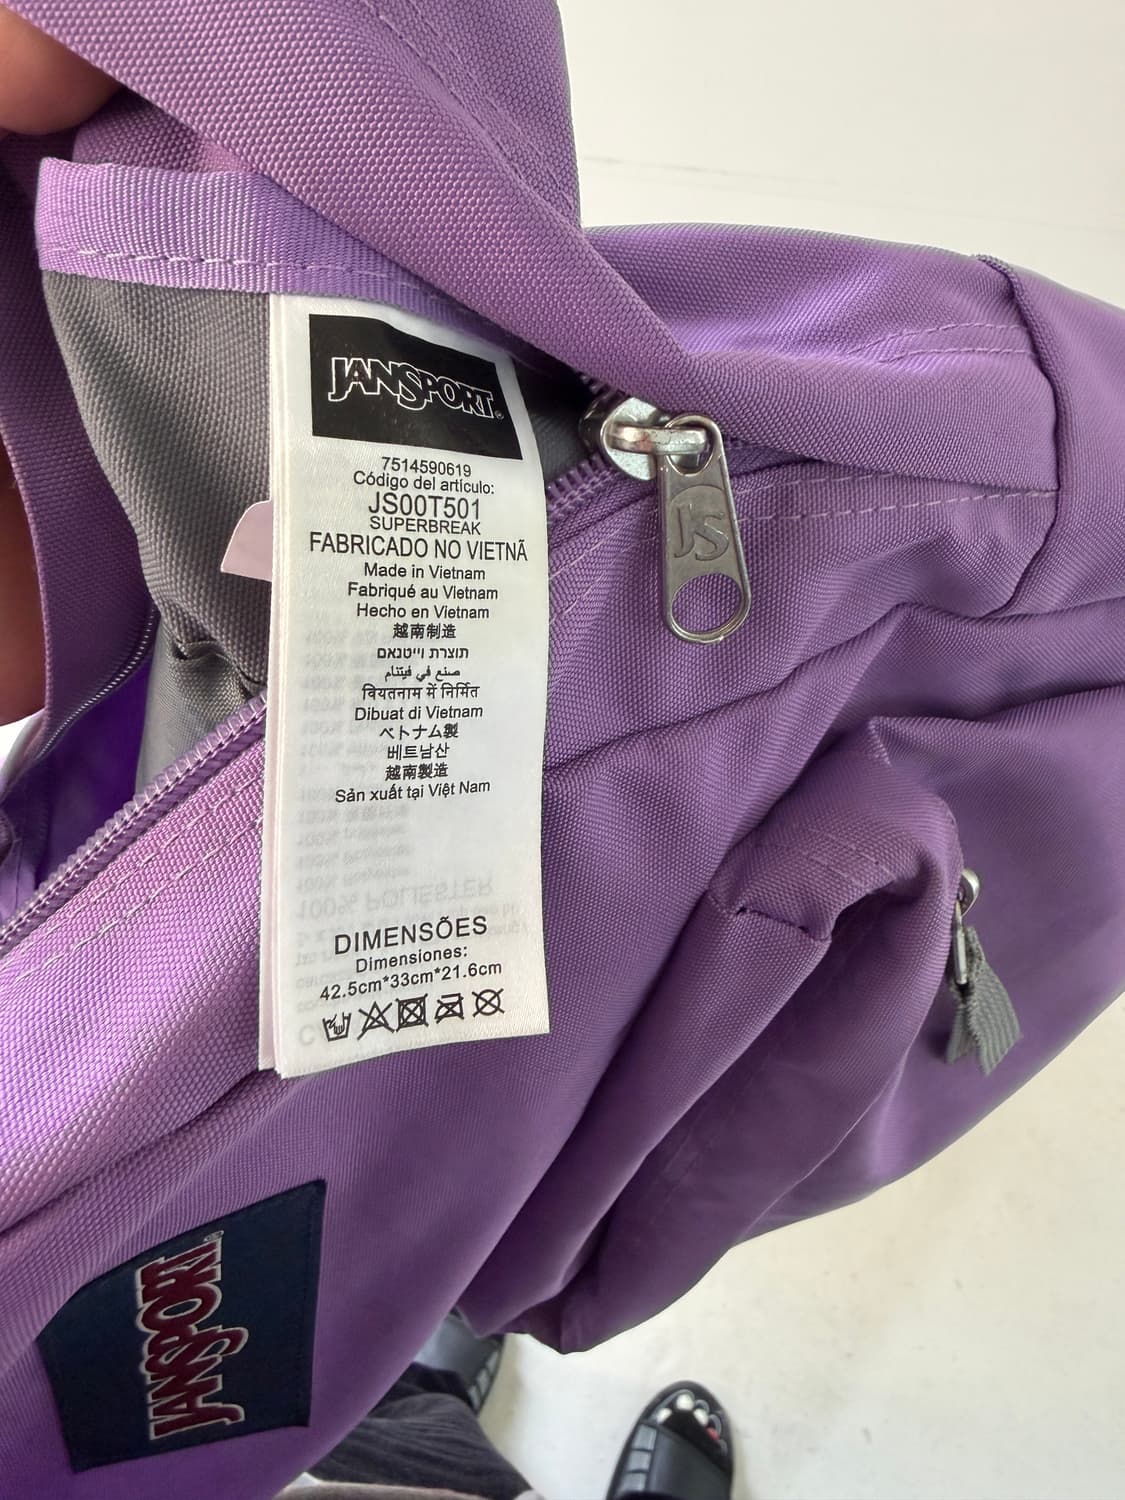 JANSPORT®
7514590619
Código del artículo:
JS00T501
SUPERBREAK
FABRICADO NO VIETNÃ
Made in Vietnam
Fabriqué au Vietnam
Hecho en Vietnam
越南制造
תוצרת וייטנאם
صنع في فيتنام
वियतनाम में निर्मित
Dibuat di Vietnam
ベトナム製
베트남산
越南製造
Sản xuất tại Việt Nam
100% POLIESTER
DIMENSÕES
Dimensiones:
42.5cm*33cm*21.6cm
JS
JANSPORT®